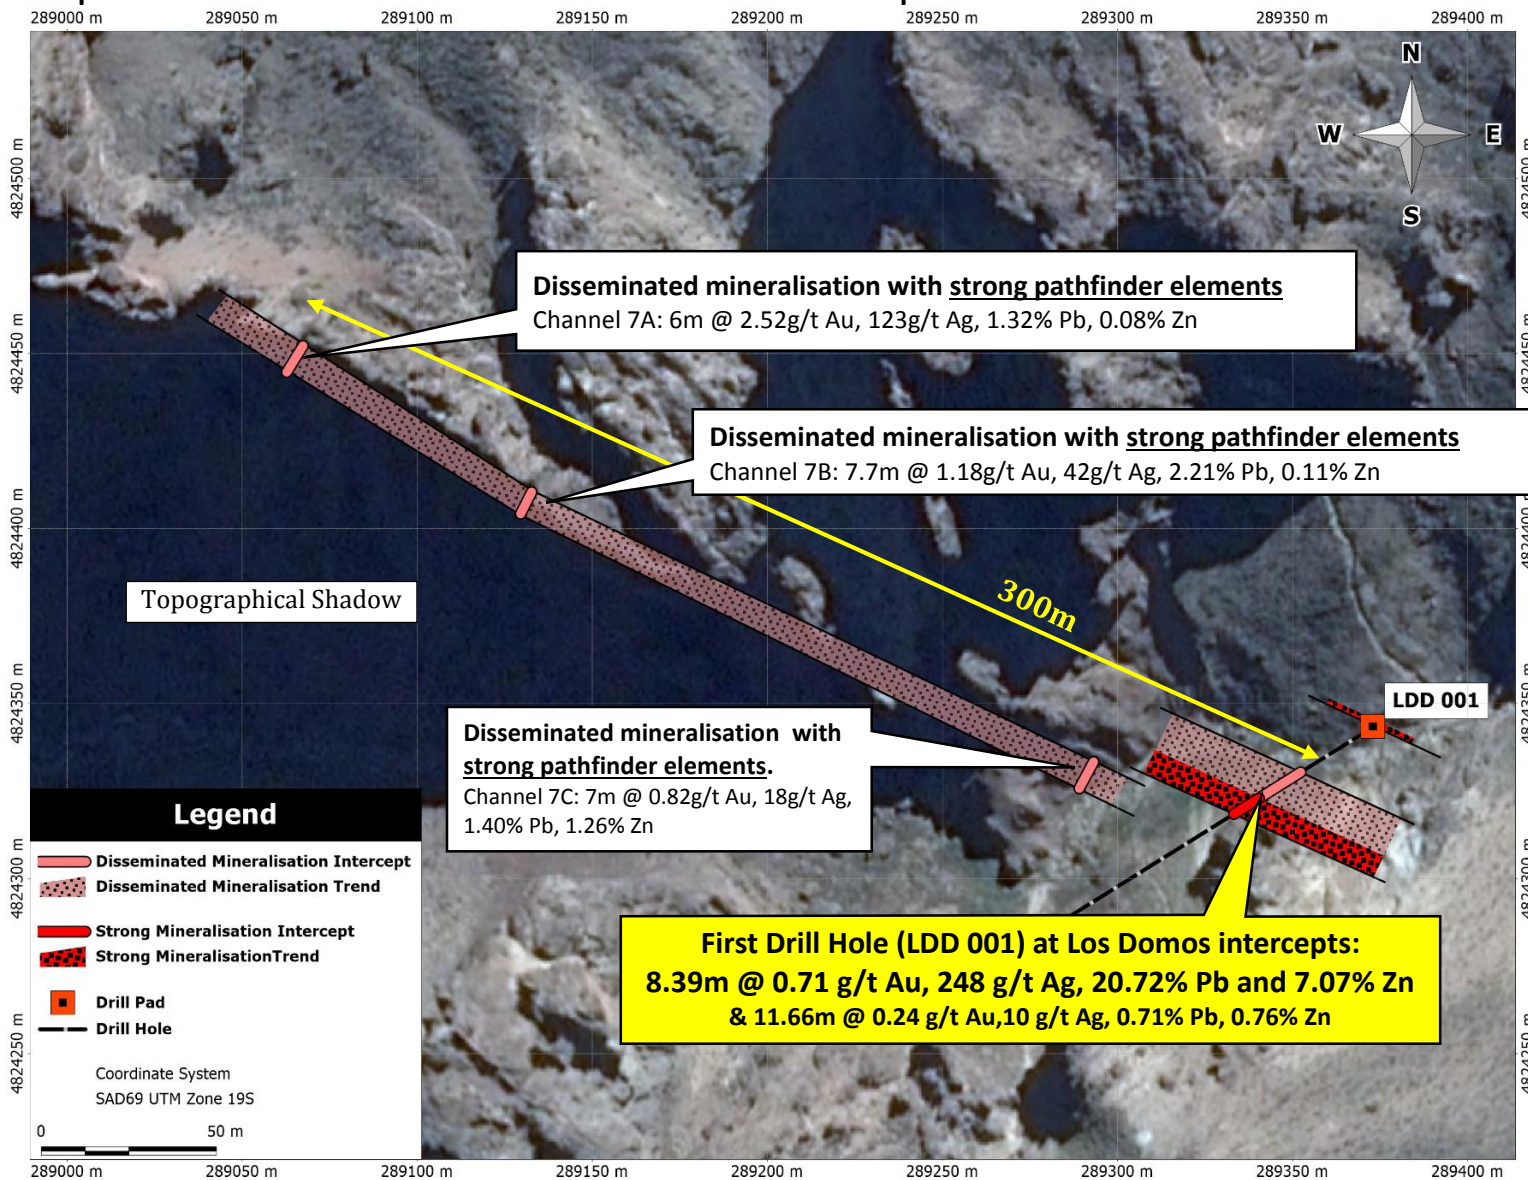 289000 m 289050 m 289100 m 289150 m 289200 m 289250 m 289300 m 289350 m 289400 m
N
W E
S
4824500 m 4824500 m
Disseminated mineralisation with strong pathfinder elements
Channel 7A: 6m @ 2.52g/t Au, 123g/t Ag, 1.32% Pb, 0.08% Zn
4824450 m 4824450 m
Disseminated mineralisation with strong pathfinder elements
Channel 7B: 7.7m @ 1.18g/t Au, 42g/t Ag, 2.21% Pb, 0.11% Zn
4824400 m 4824400 m
Topographical Shadow
300m
4824350 m 4824350 m
LDD 001
Disseminated mineralisation with
strong pathfinder elements.
Channel 7C: 7m @ 0.82g/t Au, 18g/t Ag,
1.40% Pb, 1.26% Zn
4824300 m 4824300 m
First Drill Hole (LDD 001) at Los Domos intercepts:
8.39m @ 0.71 g/t Au, 248 g/t Ag, 20.72% Pb and 7.07% Zn
& 11.66m @ 0.24 g/t Au,10 g/t Ag, 0.71% Pb, 0.76% Zn
4824250 m 4824250 m
Legend
Disseminated Mineralisation Intercept
Disseminated Mineralisation Trend
Strong Mineralisation Intercept
Strong MineralisationTrend
Drill Pad
Drill Hole
Coordinate System
SAD69 UTM Zone 19S
0 50 m
289000 m 289050 m 289100 m 289150 m 289200 m 289250 m 289300 m 289350 m 289400 m